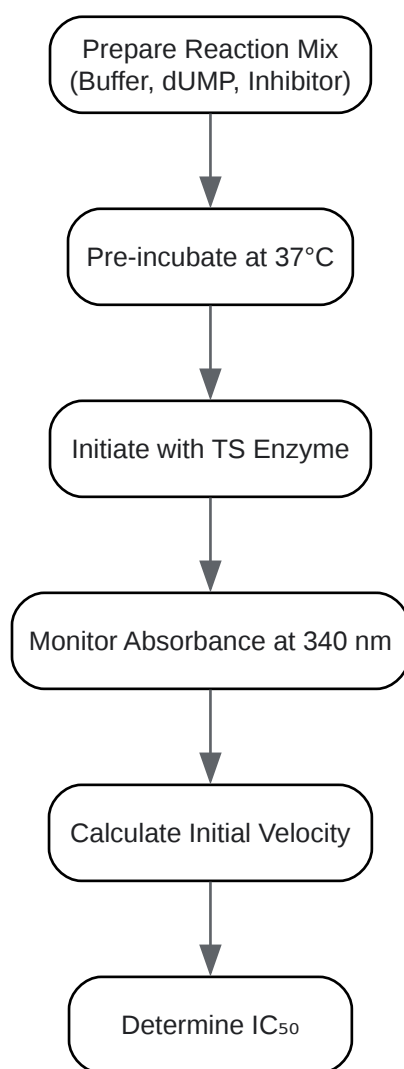 Prepare Reaction Mix
(Buffer, dUMP, Inhibitor)
Pre-incubate at 37°C
Initiate with TS Enzyme
Monitor Absorbance at 340 nm
Calculate Initial Velocity
Determine IC₅₀